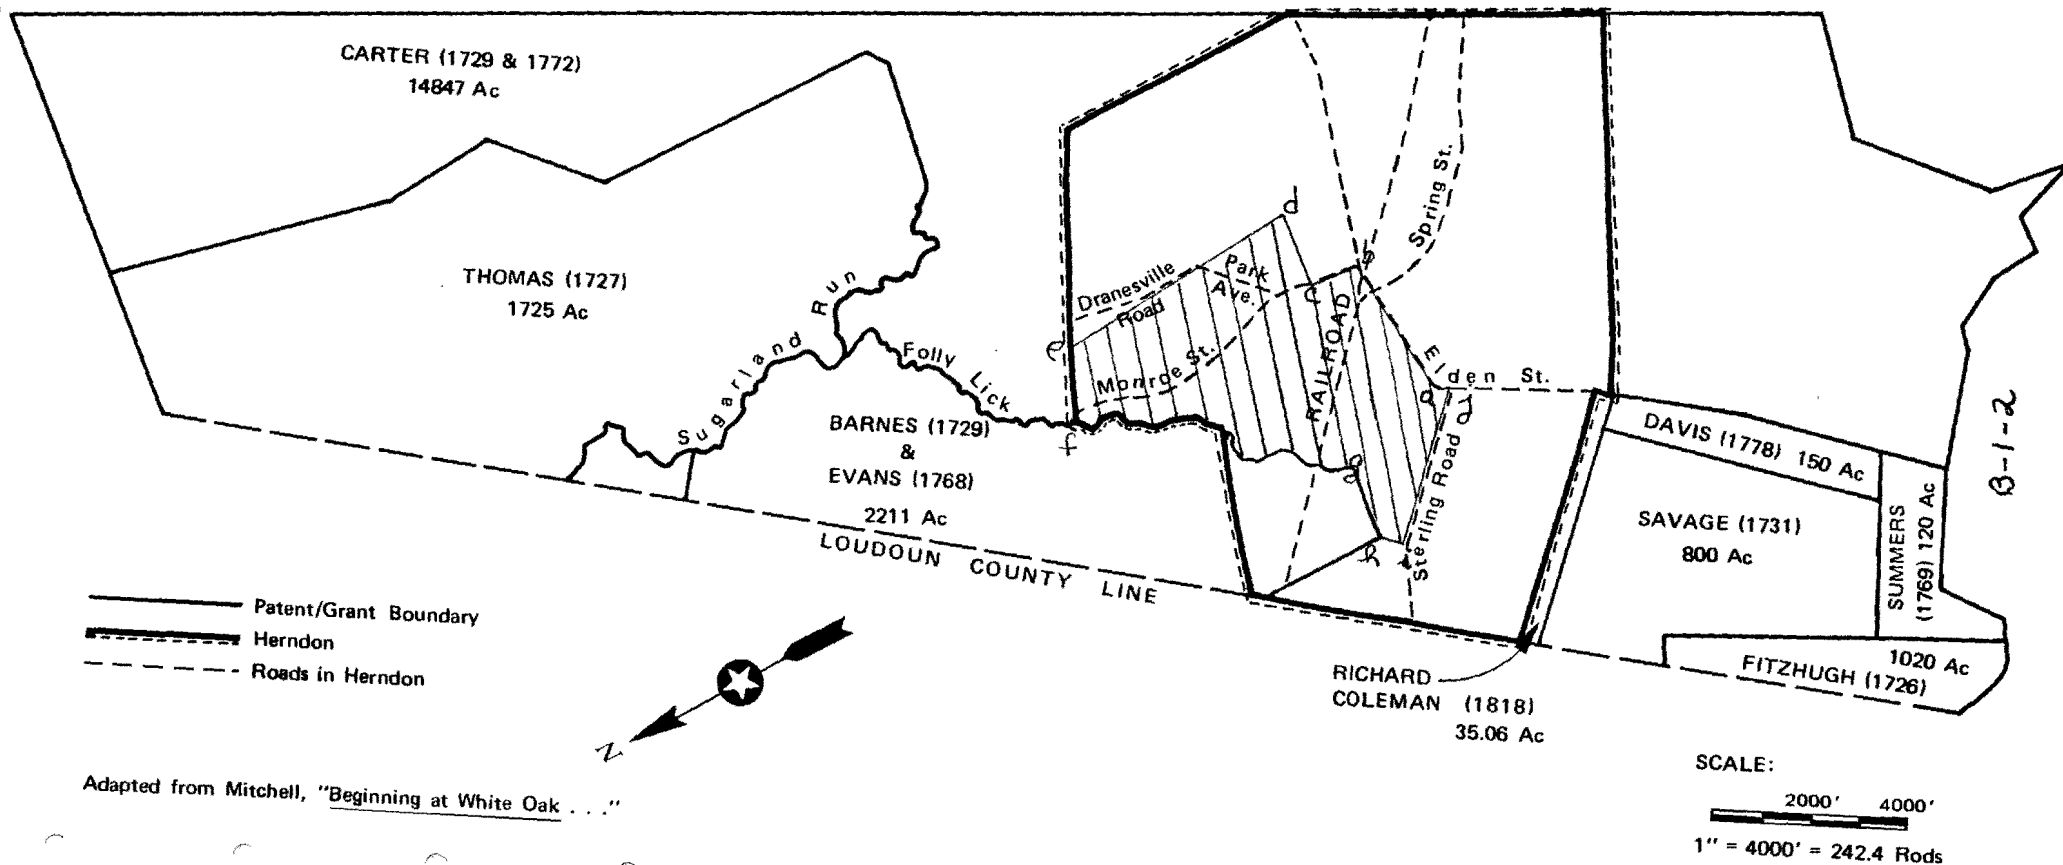 CARTER (1729 & 1772)
14847 Ac
THOMAS (1727)
1725 Ac
Sugarland Run
Folly Lick
BARNES (1729)
&
EVANS (1768)
2211 Ac
LOUDOUN COUNTY LINE
Dranesville
Road
Park
Ave.
Monroe St.
RAILROAD
Spring St.
Elden St.
Sterling Road
d
c
b
e
f
g
h
a
DAVIS (1778) 150 Ac
SAVAGE (1731)
800 Ac
SUMMERS
(1769) 120 Ac
1020 Ac
FITZHUGH (1726)
B-1-2
RICHARD
COLEMAN (1818)
35.06 Ac
Patent/Grant Boundary
Herndon
Roads in Herndon
N
Adapted from Mitchell, "Beginning at White Oak . . ."
SCALE:
2000' 4000'
1" = 4000' = 242.4 Rods